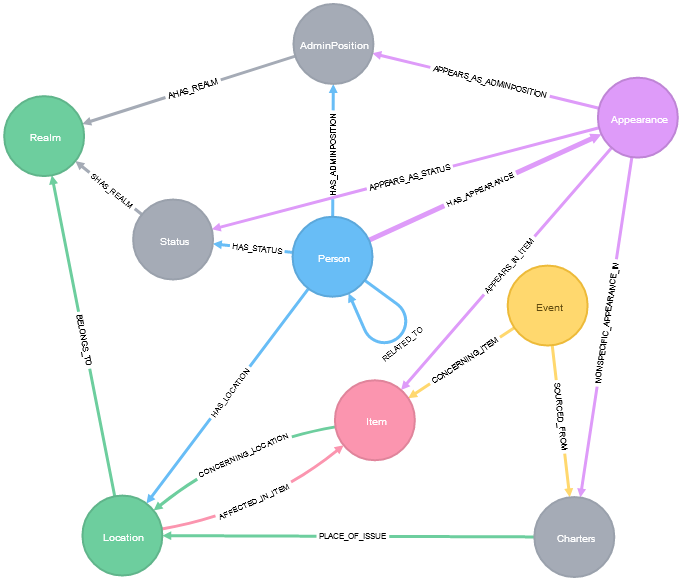 AdminPosition
AHAS_REALM
APPEARS_AS_ADMINPOSITION
Appearance
Realm
HAS_ADMINPOSITION
APPEARS_AS_STATUS
HAS_APPEARANCE
SHAS_REALM
Status
HAS_STATUS
Person
APPEARS_IN_ITEM
NONSPECIFIC_APPEARANCE_IN
Event
BELONGS_TO
RELATED_TO
CONCERNING_ITEM
HAS_LOCATION
SOURCED_FROM
Item
CONCERNING_LOCATION
AFFECTED_IN_ITEM
Location
PLACE_OF_ISSUE
Charters